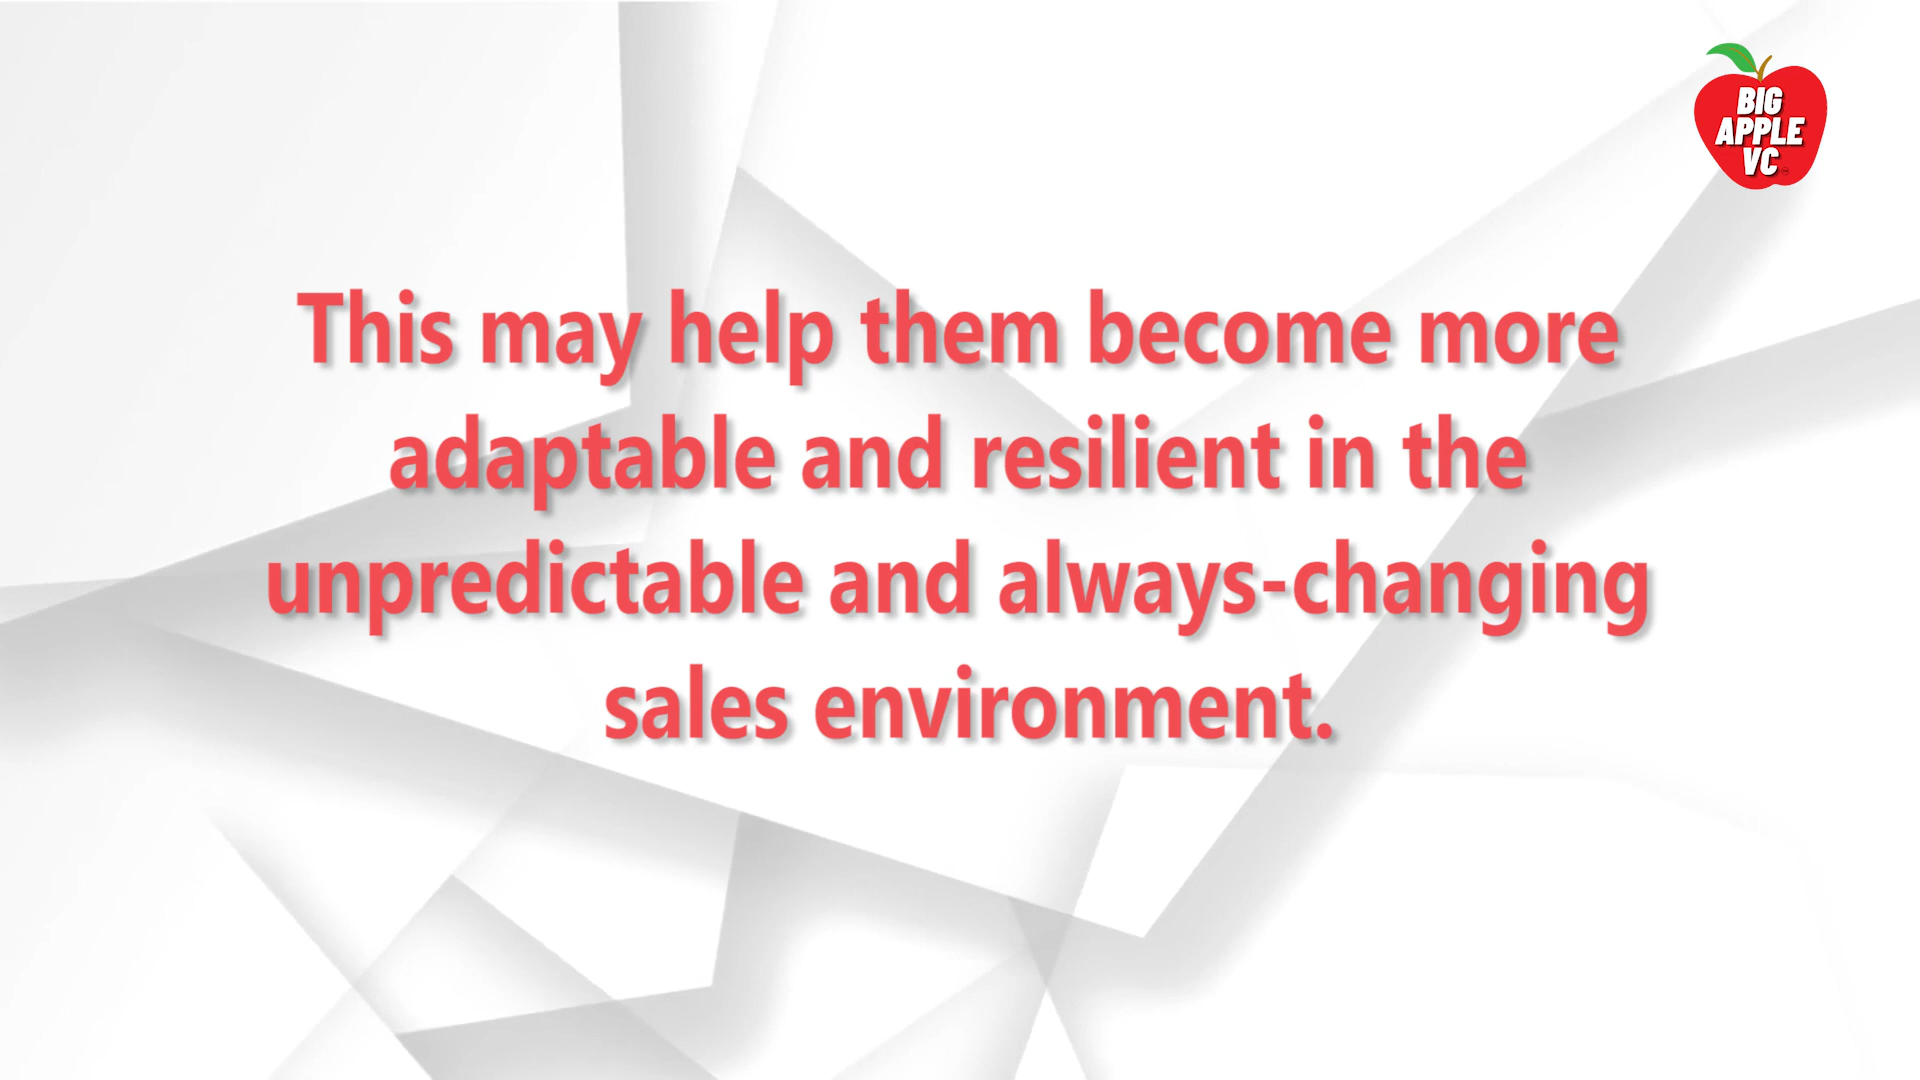 BIG
APPLE
VC
This may help them become more
adaptable and resilient in the
unpredictable and always-changing
sales environment.